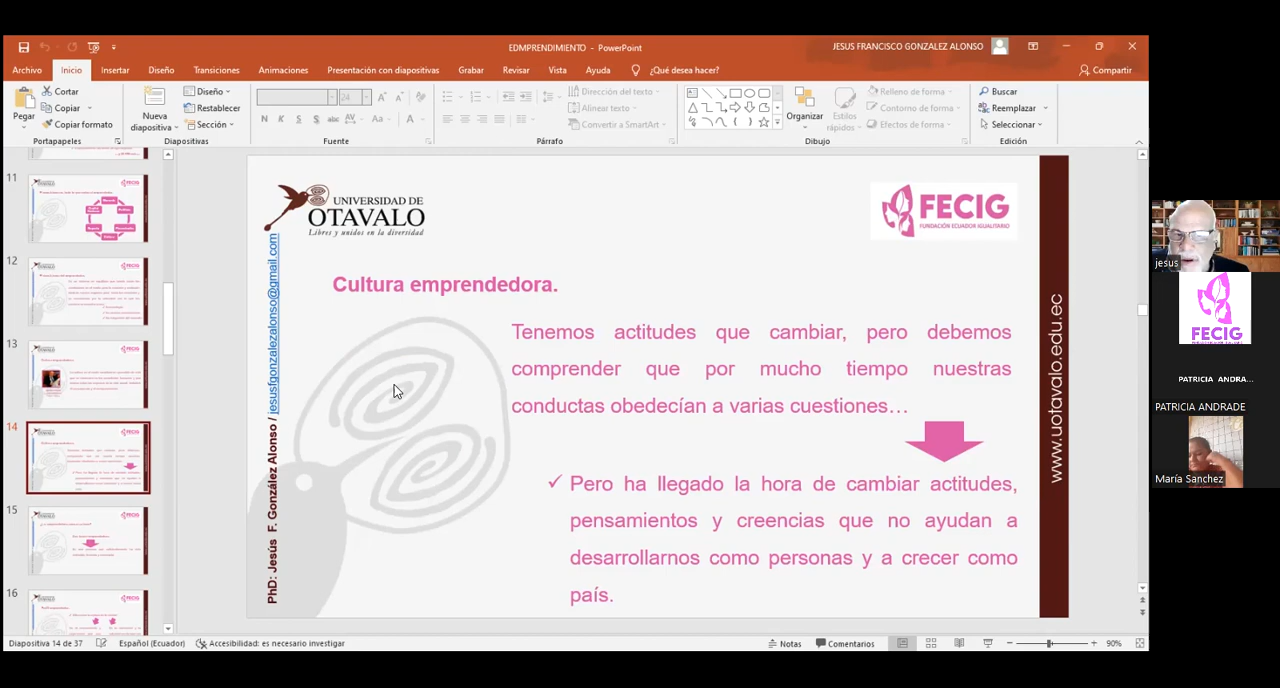 EDMPRENDIMIENTO - PowerPoint
JESUS FRANCISCO GONZALEZ ALONSO
Archivo Inicio Insertar Diseño Transiciones Animaciones Presentación con diapositivas Grabar Revisar Vista Ayuda ¿Qué desea hacer? Compartir
Pegar
Cortar
Copiar
Copiar formato
Portapapeles
Nueva
diapositiva
Diseño
Restablecer
Sección
Diapositivas
24
N K S S abc AV Aa A
Fuente
Dirección del texto
Alinear texto
Convertir a SmartArt
Párrafo
Organizar
Estilos
rápidos
Relleno de forma
Contorno de forma
Efectos de forma
Dibujo
Buscar
Reemplazar
Seleccionar
Edición
11
12
13
14
15
16
UNIVERSIDAD DE
OTAVALO
Libres y unidos en la diversidad
FECIG
FUNDACIÓN ECUADOR IGUALITARIO
PhD: Jesús F. González Alonso / jesusfgonzalezalonso@gmail.com
Cultura emprendedora.
Tenemos actitudes que cambiar, pero debemos
comprender que por mucho tiempo nuestras
conductas obedecían a varias cuestiones…
✓ Pero ha llegado la hora de cambiar actitudes,
pensamientos y creencias que no ayudan a
desarrollarnos como personas y a crecer como
país.
www.uotavalo.edu.ec
jesus
FECIG
PATRICIA ANDRA...
PATRICIA ANDRADE
María Sanchez
Diapositiva 14 de 37 Español (Ecuador) Accesibilidad: es necesario investigar Notas Comentarios 90%